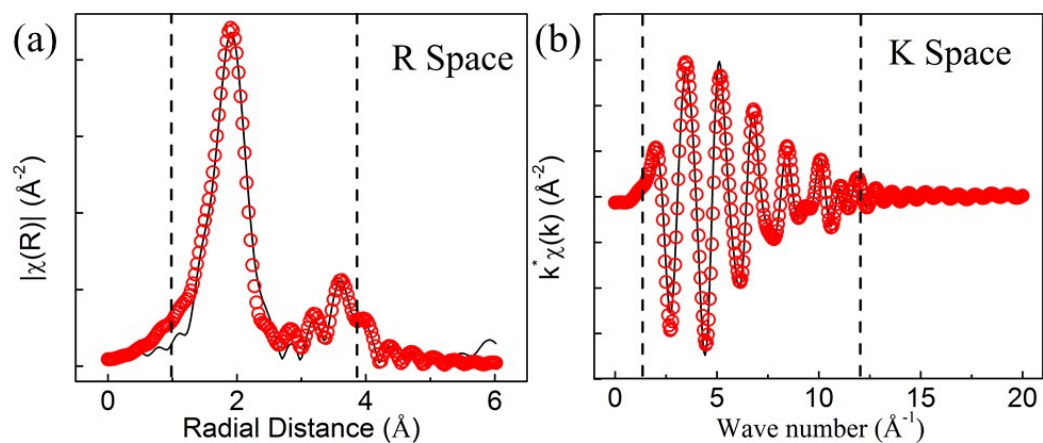 (a)
R Space
|χ(R)| (Å⁻²)
0 2 4 6
Radial Distance (Å)
(b)
K Space
k*χ(k) (Å⁻²)
0 5 10 15 20
Wave number (Å⁻¹)